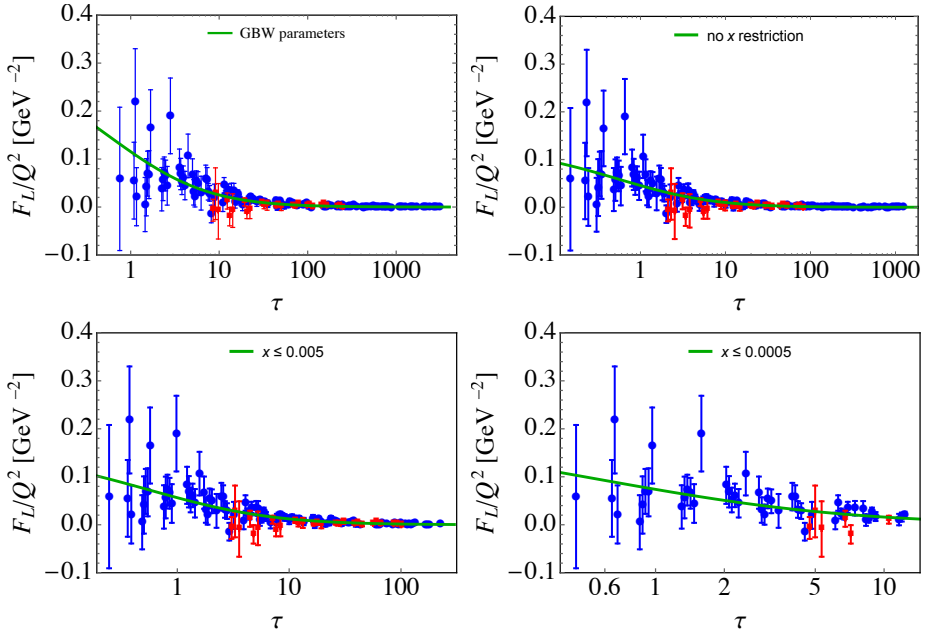 GBW parameters
F_L/Q^2 [GeV^-2]
0.4
0.3
0.2
0.1
0.0
−0.1
1 10 100 1000
τ
no x restriction
F_L/Q^2 [GeV^-2]
0.4
0.3
0.2
0.1
0.0
−0.1
1 10 100 1000
τ
x ≤ 0.005
F_L/Q^2 [GeV^-2]
0.4
0.3
0.2
0.1
0.0
−0.1
1 10 100
τ
x ≤ 0.0005
F_L/Q^2 [GeV^-2]
0.4
0.3
0.2
0.1
0.0
−0.1
0.6 1 2 5 10
τ